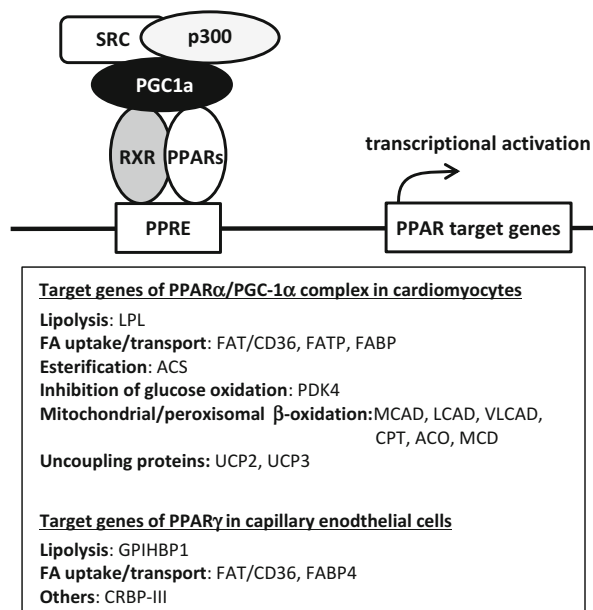 SRC
p300
PGC1a
RXR
PPARs
transcriptional activation
PPRE
PPAR target genes
Target genes of PPARα/PGC-1α complex in cardiomyocytes
Lipolysis: LPL
FA uptake/transport: FAT/CD36, FATP, FABP
Esterification: ACS
Inhibition of glucose oxidation: PDK4
Mitochondrial/peroxisomal β-oxidation:MCAD, LCAD, VLCAD,
CPT, ACO, MCD
Uncoupling proteins: UCP2, UCP3
Target genes of PPARγ in capillary enodthelial cells
Lipolysis: GPIHBP1
FA uptake/transport: FAT/CD36, FABP4
Others: CRBP-III